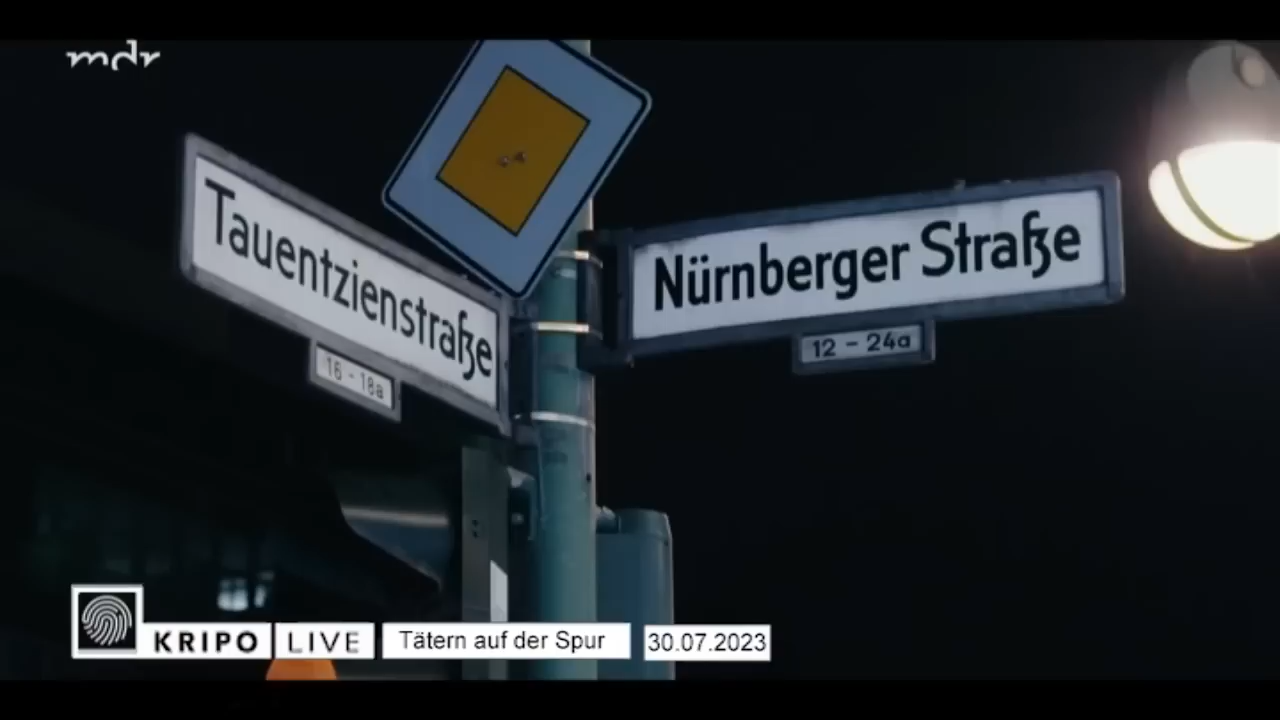 mdr
Tauentzienstraße
16 - 18a
Nürnberger Straße
12 - 24a
KRIPO LIVE Tätern auf der Spur 30.07.2023